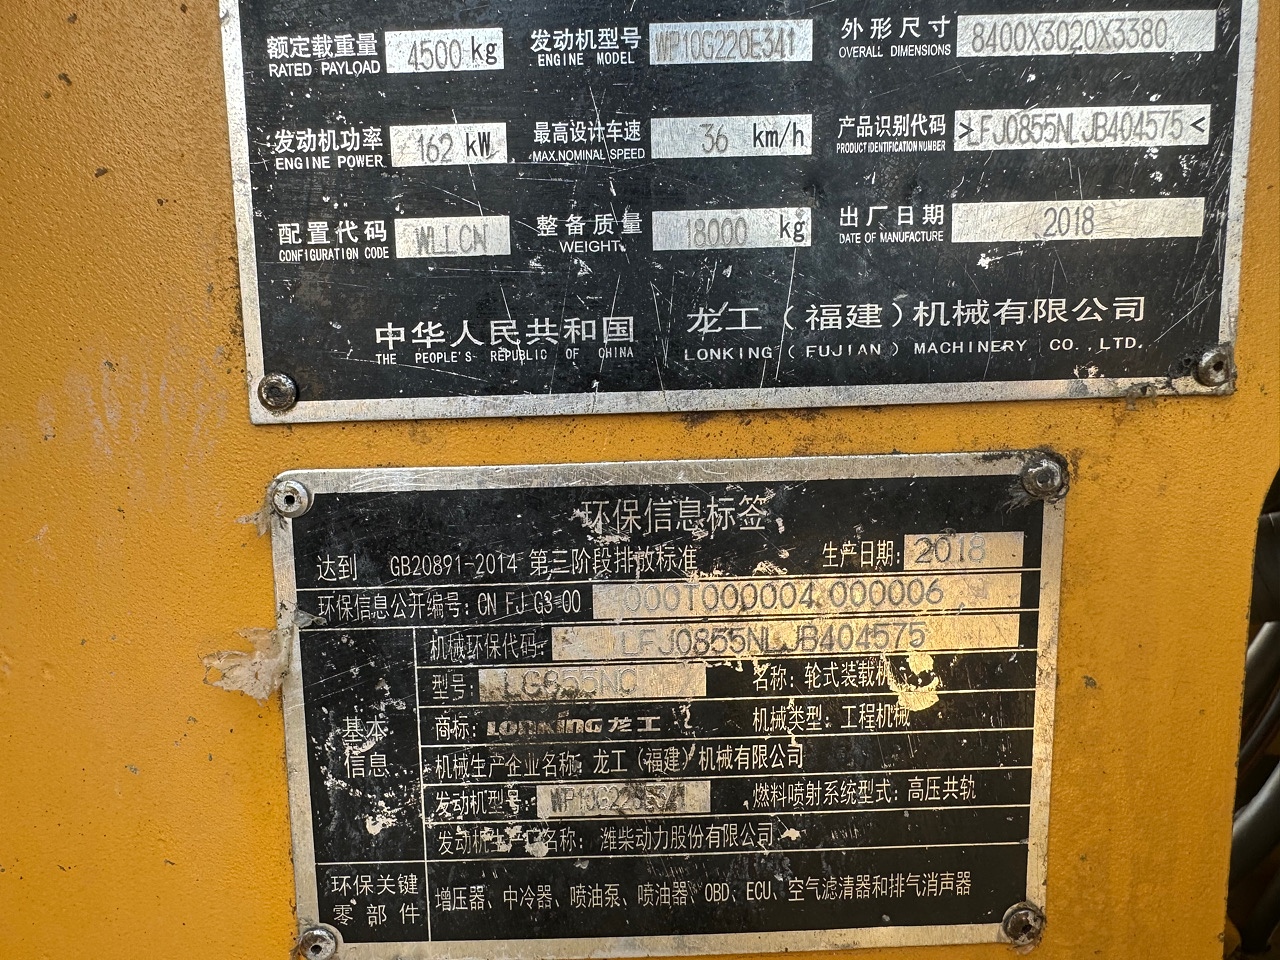 额定载重量 4500 kg 发动机型号 WP10G220E341 外形尺寸 8400X3020X3380
RATED PAYLOAD ENGINE MODEL OVERALL DIMENSIONS
发动机功率 162 kW 最高设计车速 36 km/h 产品识别代码 >LFJ0855NLJB404575<
ENGINE POWER MAX.NOMINAL SPEED PRODUCT IDENTIFICATION NUMBER
配置代码 WLLCN 整备质量 18000 kg 出厂日期 2018
CONFIGURATION CODE WEIGHT DATE OF MANUFACTURE
中华人民共和国 龙工（福建）机械有限公司
THE PEOPLE'S REPUBLIC OF CHINA LONKING ( FUJIAN ) MACHINERY CO.,LTD.
环保信息标签
达到 GB20891-2014 第三阶段排放标准 生产日期: 2018
环保信息公开编号: CN FJ G3 00 000T000004 000006
机械环保代码: LFJ0855NLJB404575
型号: LG855NC 名称: 轮式装载机
基本信息 商标: LONKING 龙工 机械类型: 工程机械
机械生产企业名称: 龙工（福建）机械有限公司
发动机型号: 燃料喷射系统型式: 高压共轨
发动机生产厂名称: 潍柴动力股份有限公司
环保关键零部件 增压器、中冷器、喷油泵、喷油器、OBD、ECU、空气滤清器和排气消声器